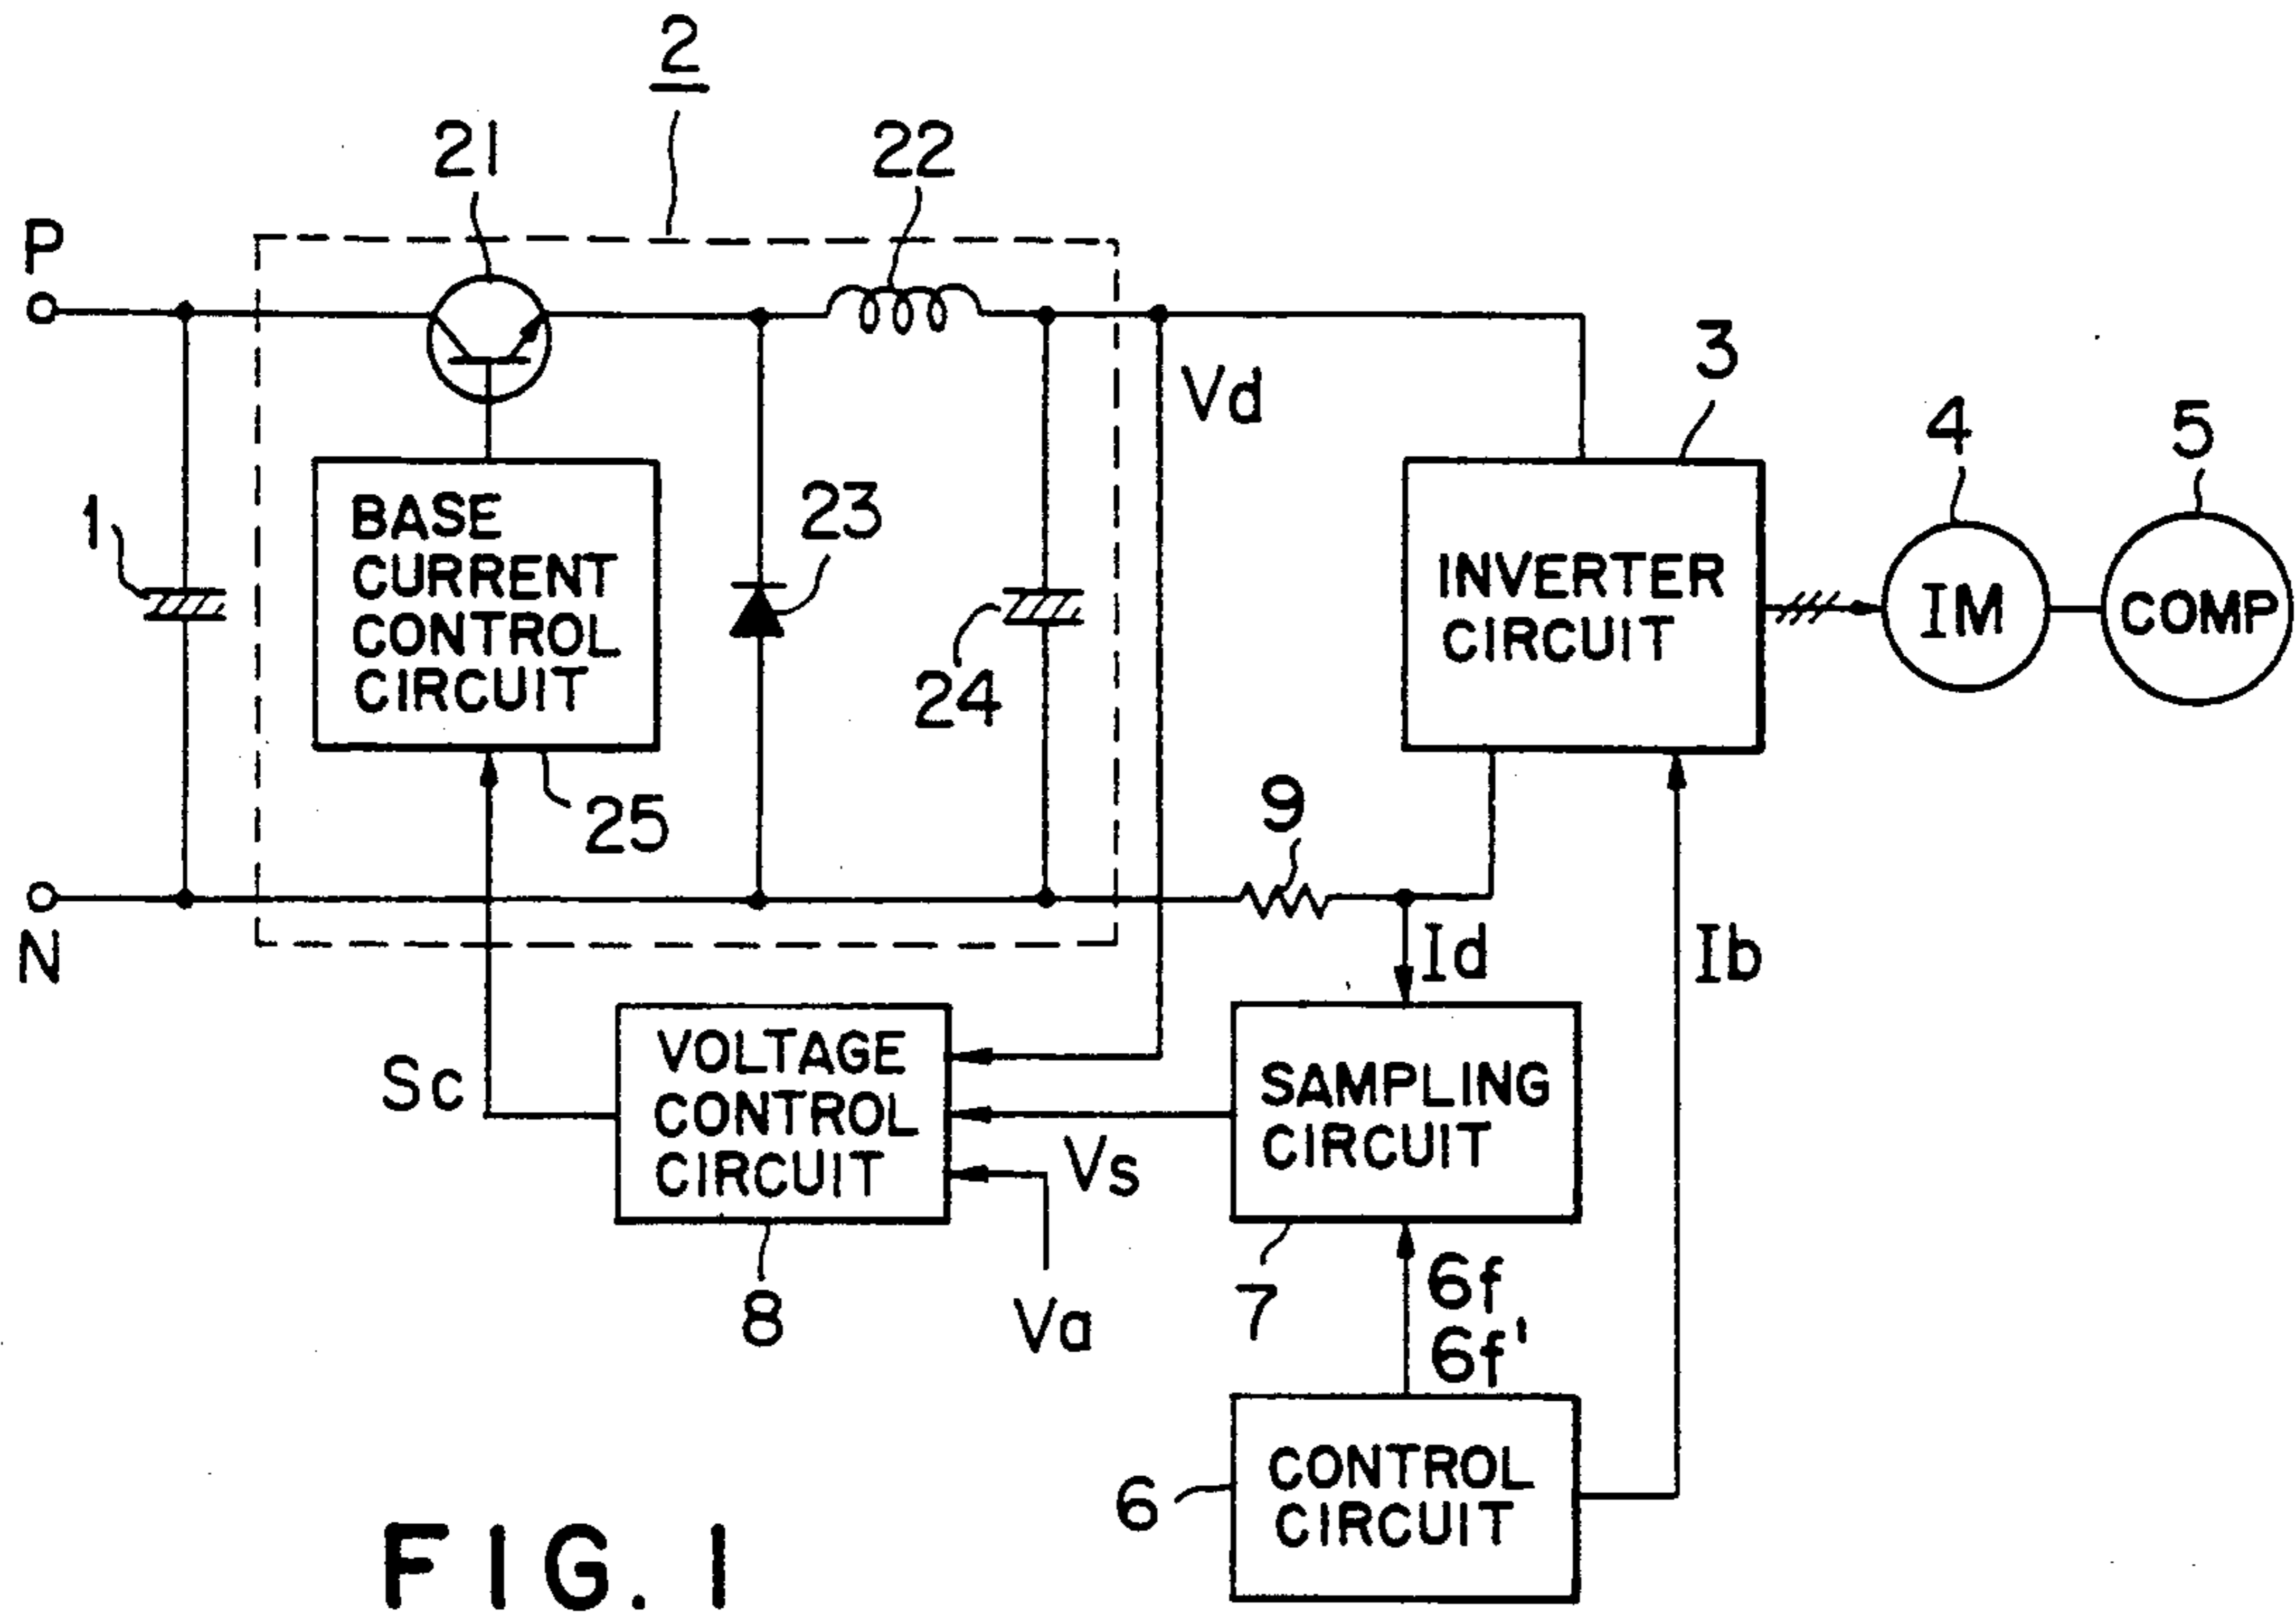 2
21
22
P
3
Vd
4
5
1
BASE
CURRENT
CONTROL
CIRCUIT
23
24
INVERTER
CIRCUIT
IM
COMP
25
9
N
Id
Ib
Sc
VOLTAGE
CONTROL
CIRCUIT
SAMPLING
CIRCUIT
Vs
8
Va
7
6f
6f'
6
CONTROL
CIRCUIT
FIG. 1